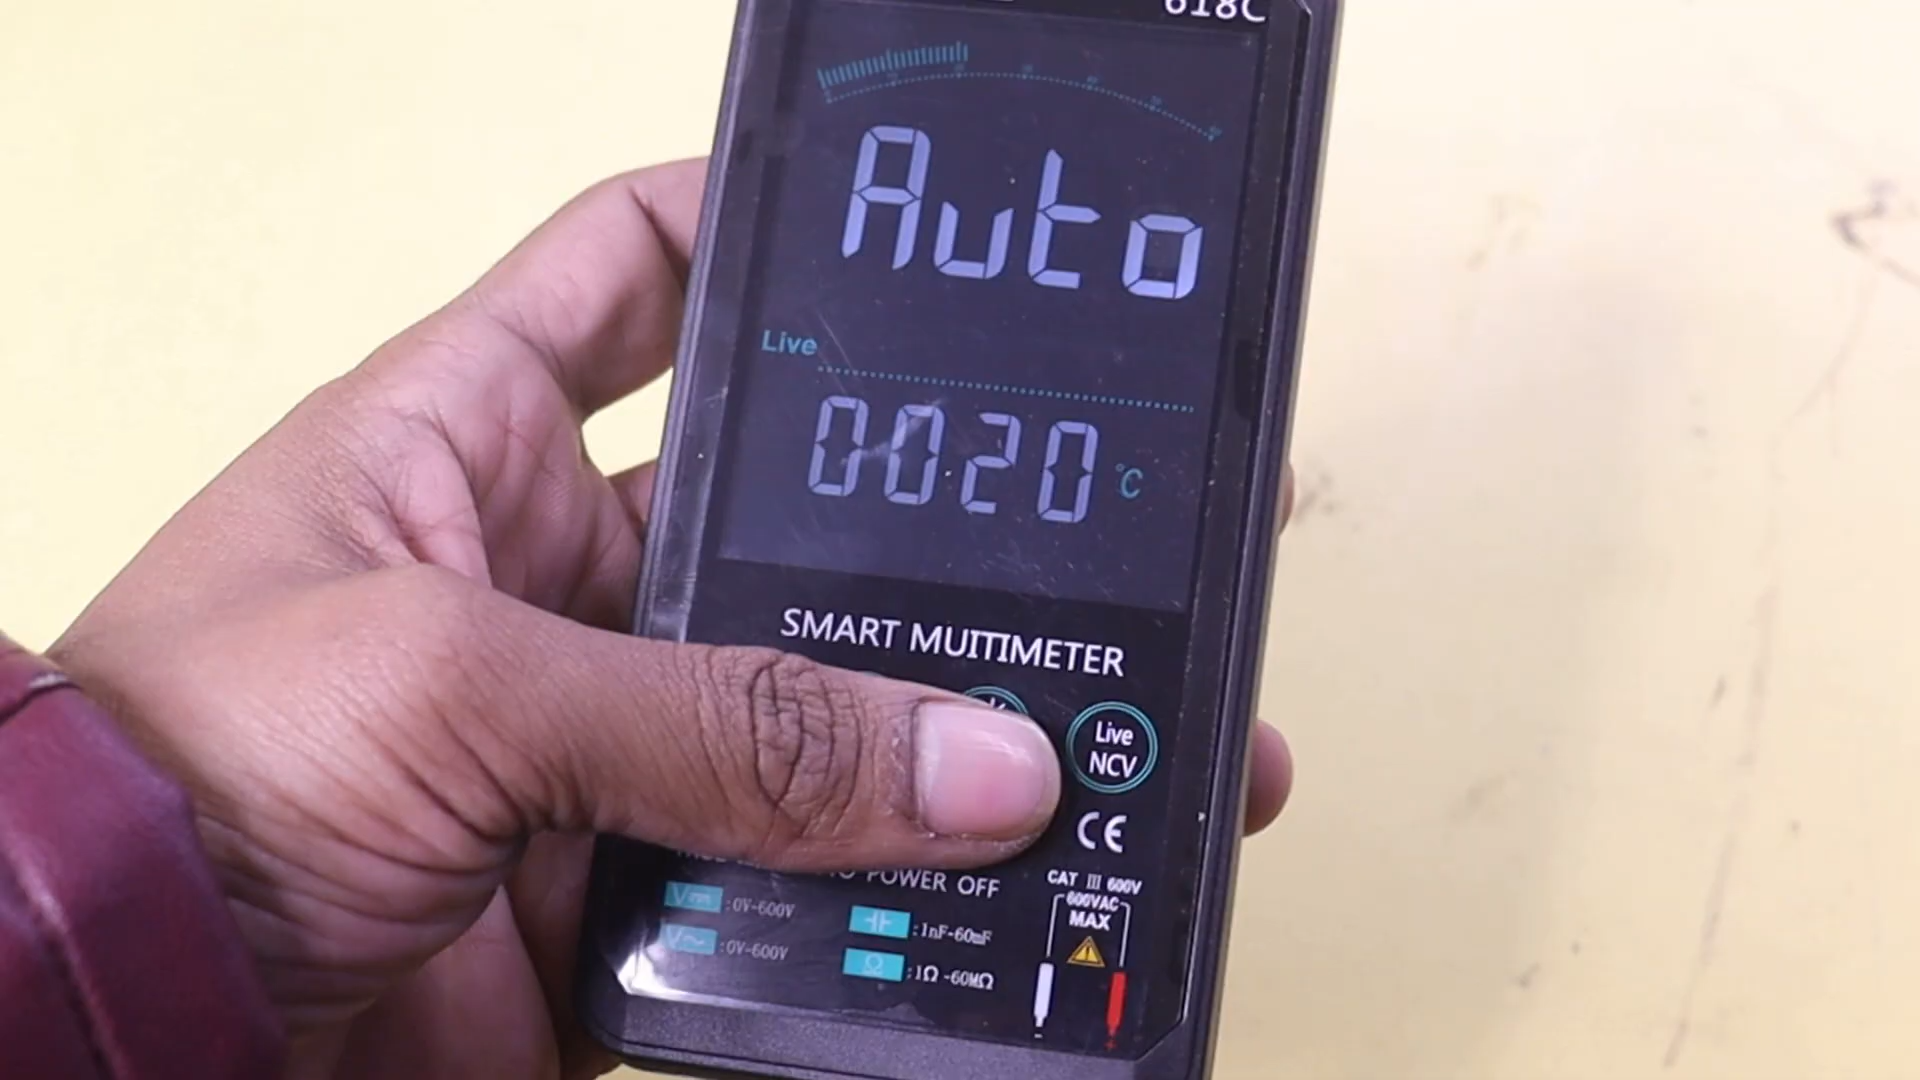 618C
Auto
Live
0020 °C
SMART MUITIMETER
Live
NCV
CE
POWER OFF
CAT III 600V
600VAC
MAX
V :0V-600V
:1nF-60mF
V~ :0V-600V
Ω :1Ω-60MΩ
- +